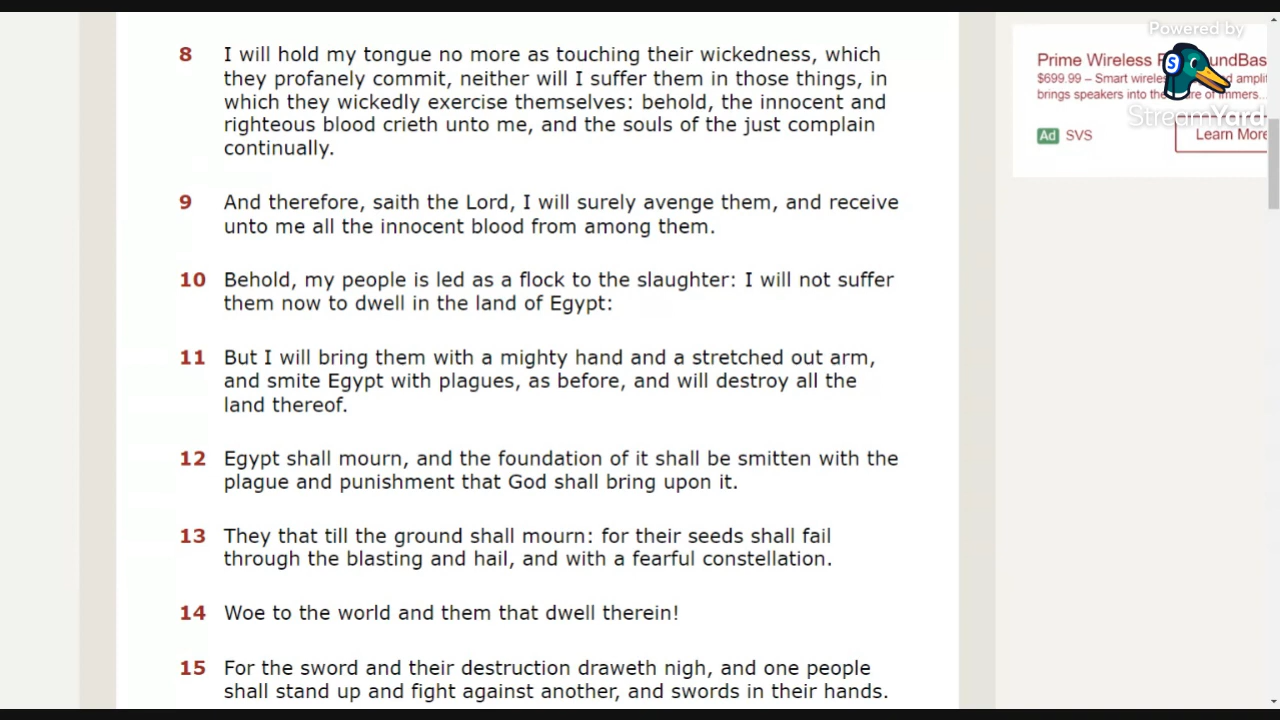 Powered by
StreamYard
8 I will hold my tongue no more as touching their wickedness, which
they profanely commit, neither will I suffer them in those things, in
which they wickedly exercise themselves: behold, the innocent and
righteous blood crieth unto me, and the souls of the just complain
continually.
9 And therefore, saith the Lord, I will surely avenge them, and receive
unto me all the innocent blood from among them.
10 Behold, my people is led as a flock to the slaughter: I will not suffer
them now to dwell in the land of Egypt:
11 But I will bring them with a mighty hand and a stretched out arm,
and smite Egypt with plagues, as before, and will destroy all the
land thereof.
12 Egypt shall mourn, and the foundation of it shall be smitten with the
plague and punishment that God shall bring upon it.
13 They that till the ground shall mourn: for their seeds shall fail
through the blasting and hail, and with a fearful constellation.
14 Woe to the world and them that dwell therein!
15 For the sword and their destruction draweth nigh, and one people
shall stand up and fight against another, and swords in their hands.
Prime Wireless
$699.99 – Smart
brings speakers into the
Ad SVS
Learn More